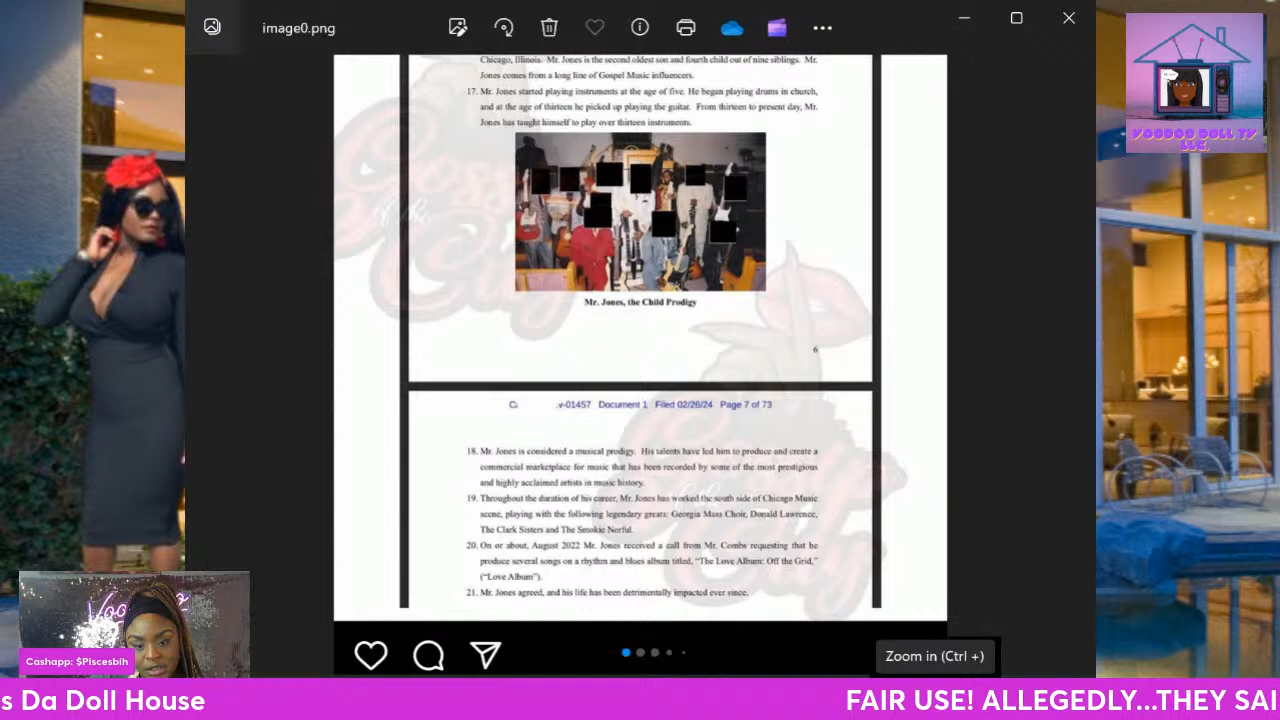 image0.png
Chicago, Illinois. Mr. Jones is the second oldest son and fourth child out of nine siblings. Mr.
Jones comes from a long line of Gospel Music influencers.
17. Mr. Jones started playing instruments at the age of five. He began playing drums in church,
and at the age of thirteen he picked up playing the guitar. From thirteen to present day, Mr.
Jones has taught himself to play over thirteen instruments.
Mr. Jones, the Child Prodigy
6
.v-01457 Document 1 Filed 02/26/24 Page 7 of 73
18. Mr. Jones is considered a musical prodigy. His talents have led him to produce and create a
commercial marketplace for music that has been recorded by some of the most prestigious
and highly acclaimed artists in music history.
19. Throughout the duration of his career, Mr. Jones has worked the south side of Chicago Music
scene, playing with the following legendary greats: Georgia Mass Choir, Donald Lawrence,
The Clark Sisters and The Smokie Norful.
20. On or about, August 2022 Mr. Jones received a call from Mr. Combs requesting that he
produce several songs on a rhythm and blues album titled, “The Love Album: Off the Grid,”
(“Love Album”).
21. Mr. Jones agreed, and his life has been detrimentally impacted ever since.
Zoom in (Ctrl +)
VOODOO DOLL TV
LLC.
Cashapp: $Piscesbih
s Da Doll House
FAIR USE! ALLEGEDLY...THEY SAI